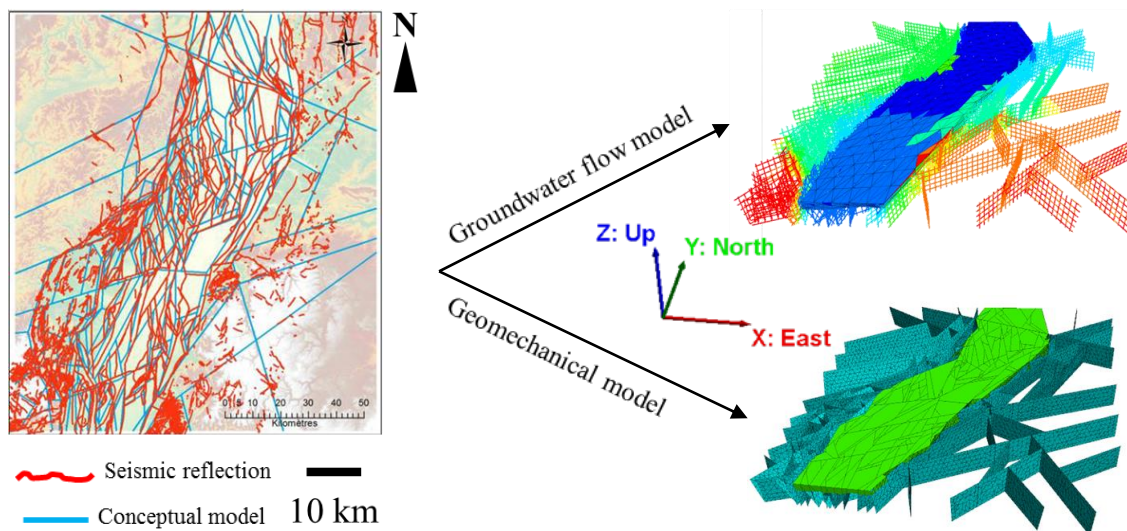 N
Groundwater flow model
Z: Up
Y: North
X: East
Geomechanical model
0 5 10 20 30 40 50
Kilomètres
Seismic reflection
Conceptual model
10 km